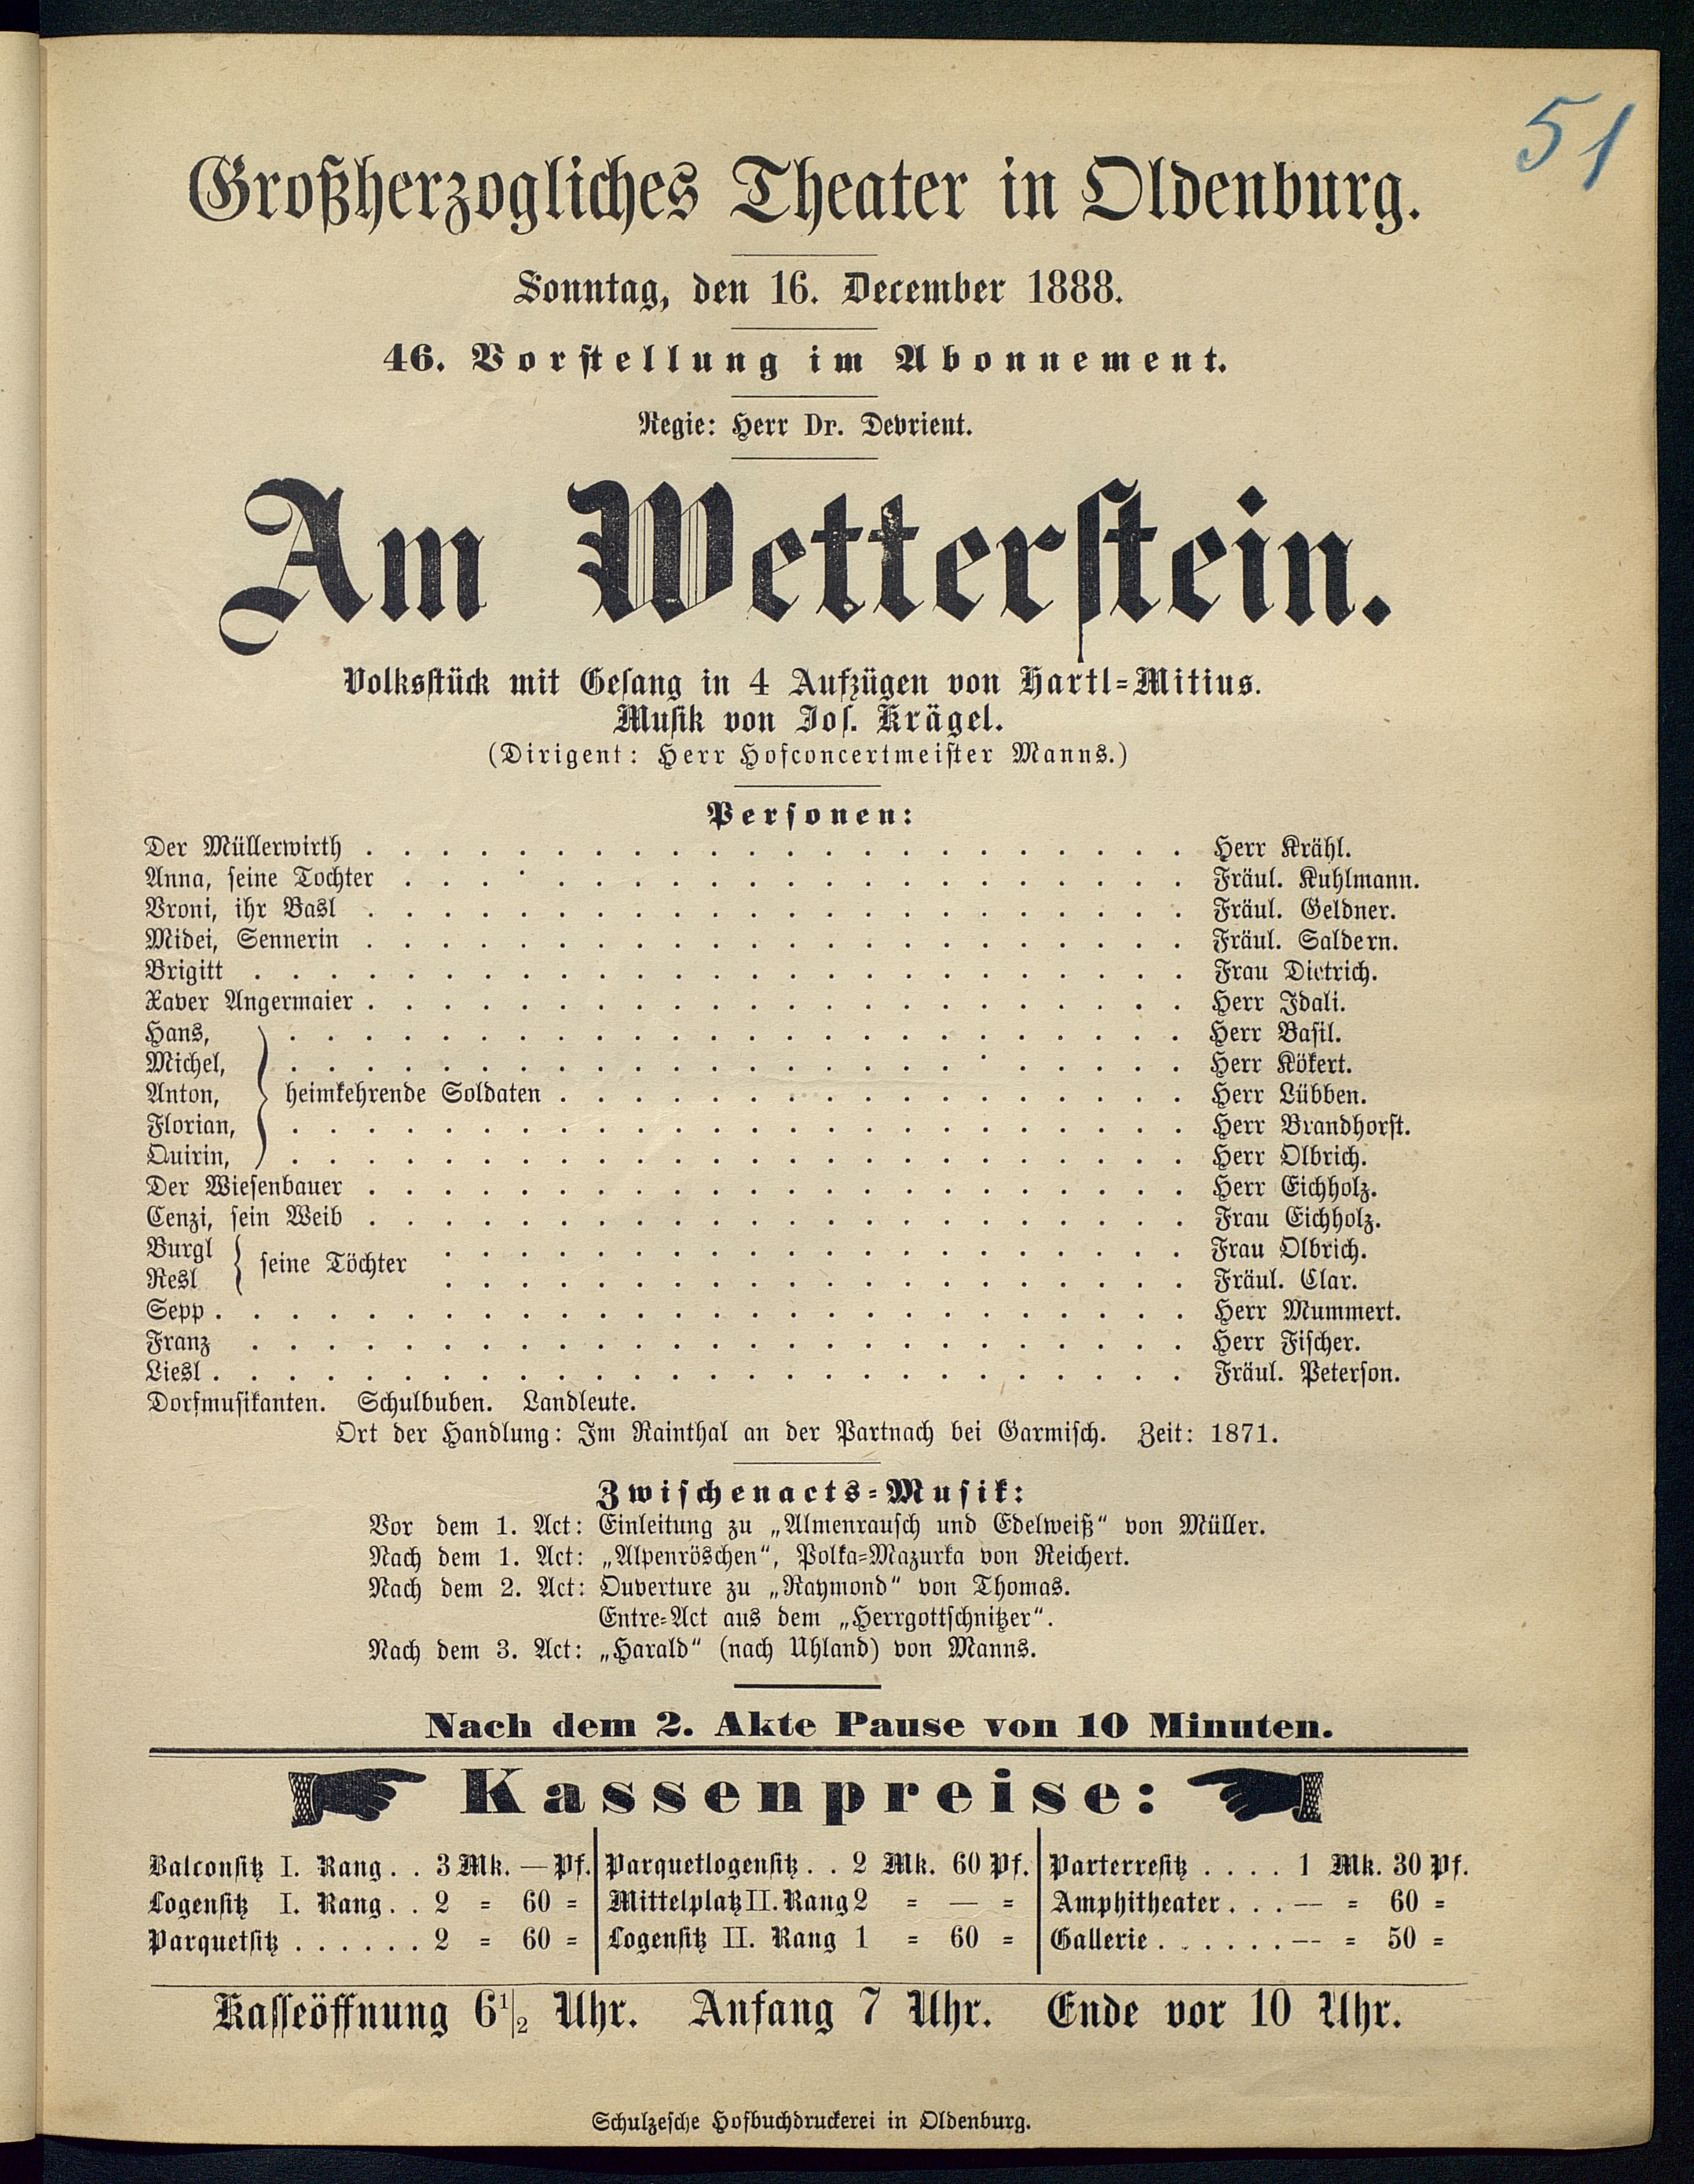 51
Großherzogliches Theater in Oldenburg.
Sonntag, den 16. December 1888.
46. Vorstellung im Abonnement.
Regie: Herr Dr. Devrient.
Am Wetterstein.
Volksstück mit Gesang in 4 Aufzügen von Hartl=Mitius.
Musik von Jos. Krägel.
(Dirigent: Herr Hofconcertmeister Manns.)
Personen:
Der Müllerwirth . . . . . . . . . . . . . . . . . . . . . . Herr Krähl.
Anna, seine Tochter . . . . . . . . . . . . . . . . . . . . . Fräul. Kuhlmann.
Vroni, ihr Basl . . . . . . . . . . . . . . . . . . . . . . Fräul. Geldner.
Midei, Sennerin . . . . . . . . . . . . . . . . . . . . . . Fräul. Saldern.
Brigitt . . . . . . . . . . . . . . . . . . . . . . . . . Frau Dietrich.
Xaver Angermaier . . . . . . . . . . . . . . . . . . . . . . Herr Idali.
Hans, . . . . . . . . . . . . . . . . . . . . . . . . Herr Basil.
Michel, . . . . . . . . . . . . . . . . . . . . . . . . Herr Kökert.
Anton, heimkehrende Soldaten . . . . . . . . . . . . . . . . . Herr Lübben.
Florian, . . . . . . . . . . . . . . . . . . . . . . . . Herr Brandhorst.
Quirin, . . . . . . . . . . . . . . . . . . . . . . . . Herr Olbrich.
Der Wiesenbauer . . . . . . . . . . . . . . . . . . . . . . Herr Eichholz.
Cenzi, sein Weib . . . . . . . . . . . . . . . . . . . . . . Frau Eichholz.
Burgl . . . . . . . . . . . . . . . . . . . . Frau Olbrich.
seine Töchter
Resl . . . . . . . . . . . . . . . . . . . . Fräul. Clar.
Sepp . . . . . . . . . . . . . . . . . . . . . . . . . . Herr Mummert.
Franz . . . . . . . . . . . . . . . . . . . . . . . . . Herr Fischer.
Liesl . . . . . . . . . . . . . . . . . . . . . . . . . . Fräul. Peterson.
Dorfmusikanten. Schulbuben. Landleute.
Ort der Handlung: Im Rainthal an der Partnach bei Garmisch. Zeit: 1871.
Zwischenacts=Musik:
Vor dem 1. Act: Einleitung zu „Almenrausch und Edelweiß“ von Müller.
Nach dem 1. Act: „Alpenröschen“, Polka=Mazurka von Reichert.
Nach dem 2. Act: Ouverture zu „Raymond“ von Thomas.
Entre=Act aus dem „Herrgottschnitzer“.
Nach dem 3. Act: „Harald“ (nach Uhland) von Manns.
Nach dem 2. Akte Pause von 10 Minuten.
Kassenpreise:
Balconsitz I. Rang . . 3 Mk. — Pf. Parquetlogensitz . . 2 Mk. 60 Pf. Parterresitz . . . . 1 Mk. 30 Pf.
Logensitz I. Rang . . 2 = 60 = Mittelplatz II. Rang 2 = — = Amphitheater . . . — = 60 =
Parquetsitz . . . . . . 2 = 60 = Logensitz II. Rang 1 = 60 = Gallerie . . . . . . — = 50 =
Kasseöffnung 6 1/2 Uhr. Anfang 7 Uhr. Ende vor 10 Uhr.
Schulzesche Hofbuchdruckerei in Oldenburg.